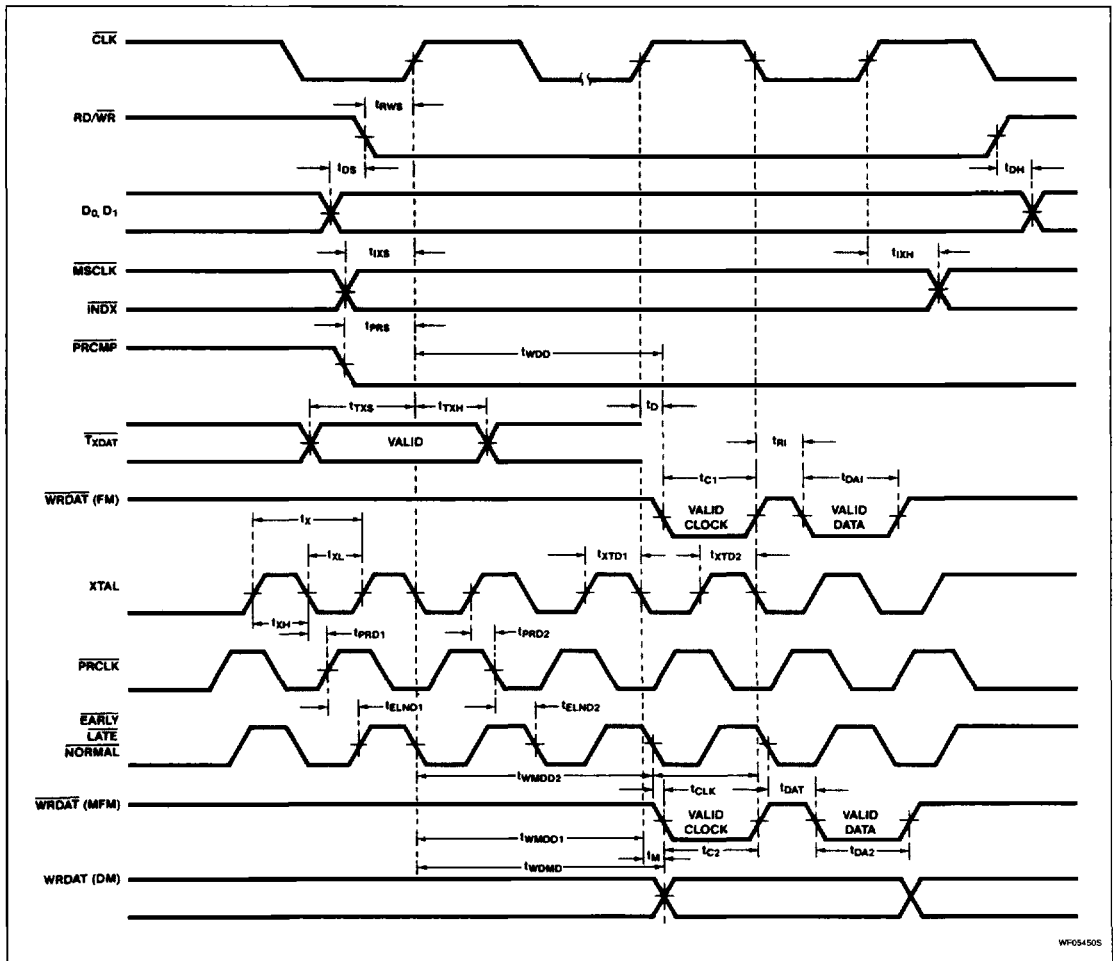 CLK
tRWS
RD/WR
tDS
tDH
D0, D1
tIXS
tIXH
MSCLK
INDX
tPRS
PRCMP
tWDD
tTXS
tTXH
tD
TXDAT
VALID
tRI
tC1
tDA1
WRDAT (FM)
VALID CLOCK
VALID DATA
tX
tXL
tXTD1
tXTD2
XTAL
tXH
tPRD1
tPRD2
PRCLK
tELND1
tELND2
EARLY
LATE
NORMAL
tWMDD2
tCLK
tDAT
WRDAT (MFM)
VALID CLOCK
VALID DATA
tWMDD1
tM
tC2
tDA2
tWDMD
WRDAT (DM)
WF05450S